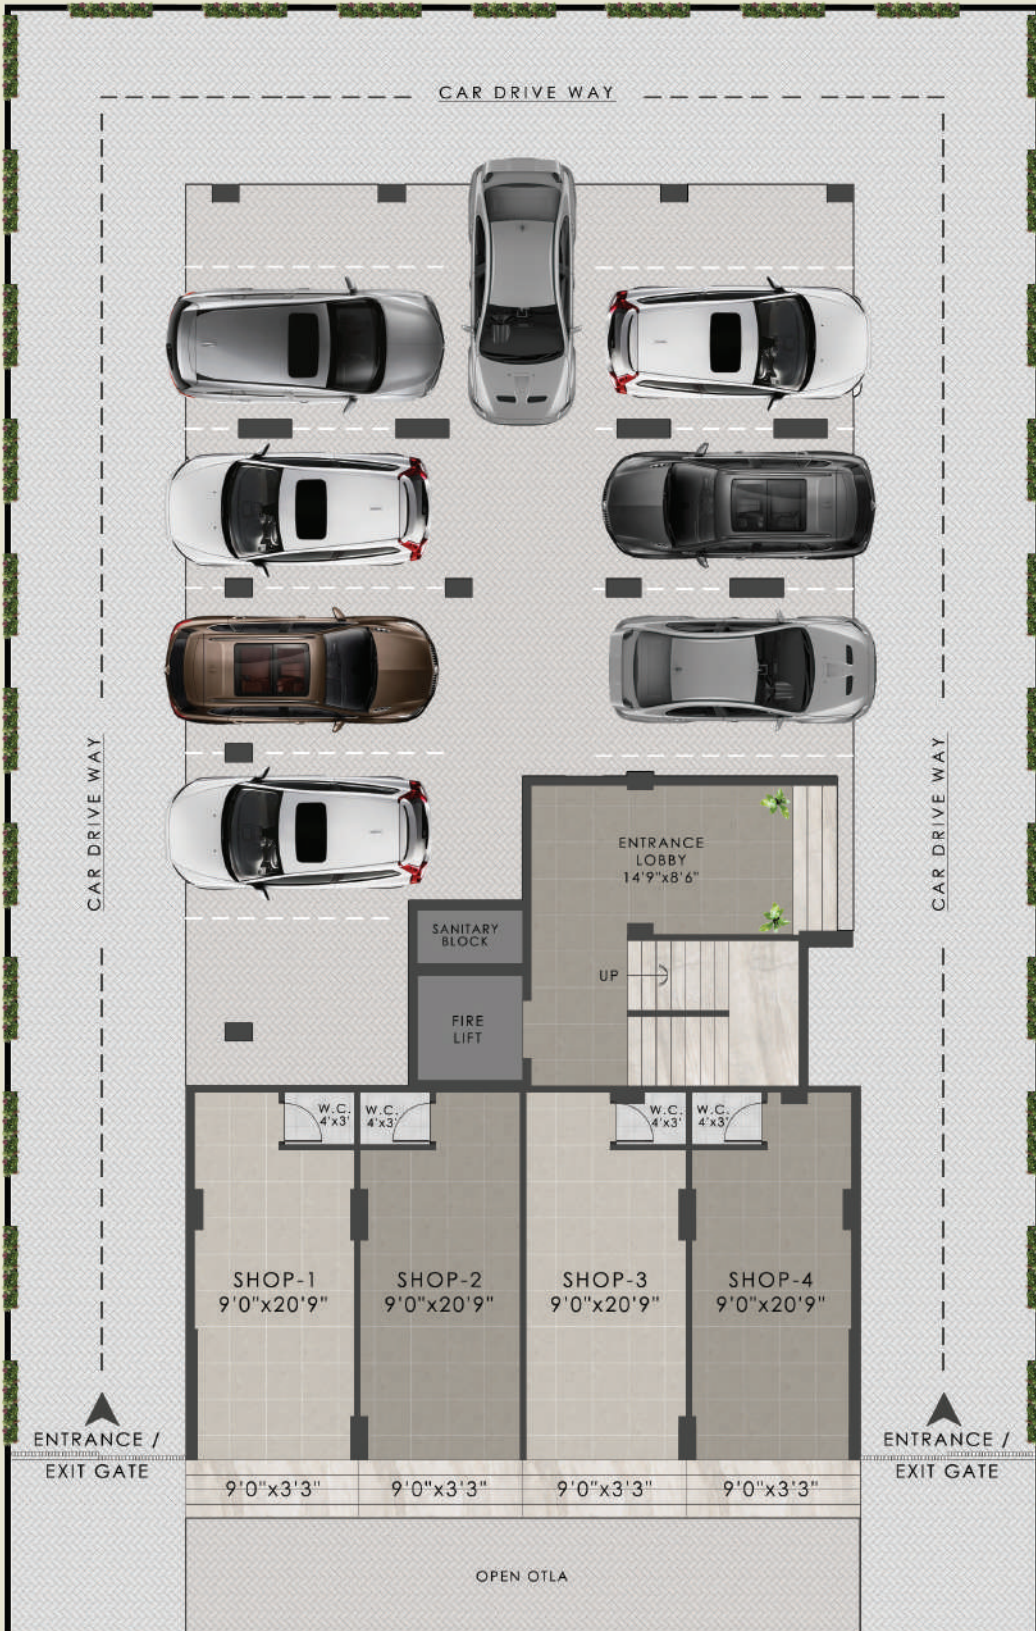 CAR DRIVE WAY
CAR DRIVE WAY
CAR DRIVE WAY
ENTRANCE
LOBBY
14'9"x8'6"
SANITARY
BLOCK
UP
FIRE
LIFT
W.C.
4'x3'
W.C.
4'x3'
W.C.
4'x3'
W.C.
4'x3'
SHOP-1
9'0"x20'9"
SHOP-2
9'0"x20'9"
SHOP-3
9'0"x20'9"
SHOP-4
9'0"x20'9"
ENTRANCE /
EXIT GATE
ENTRANCE /
EXIT GATE
9'0"x3'3"
9'0"x3'3"
9'0"x3'3"
9'0"x3'3"
OPEN OTLA